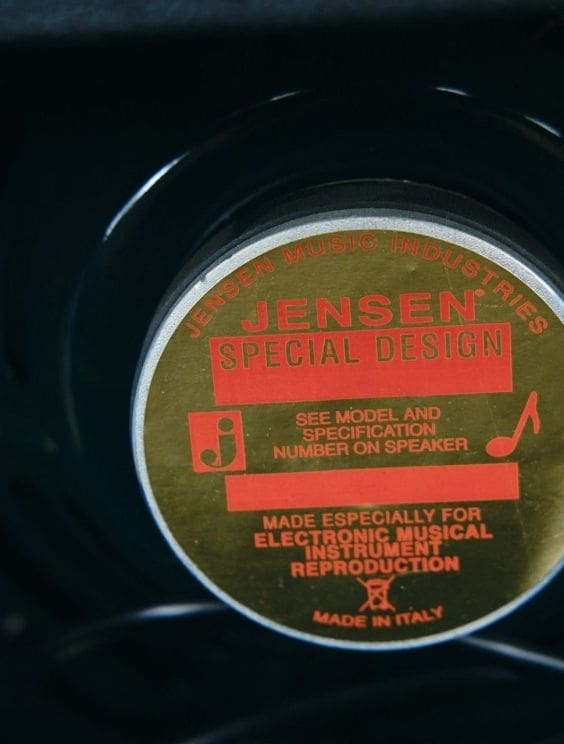 JENSEN MUSIC INDUSTRIES
JENSEN®
SPECIAL DESIGN
j
SEE MODEL AND
SPECIFICATION
NUMBER ON SPEAKER
MADE ESPECIALLY FOR
ELECTRONIC MUSICAL
INSTRUMENT
REPRODUCTION
MADE IN ITALY